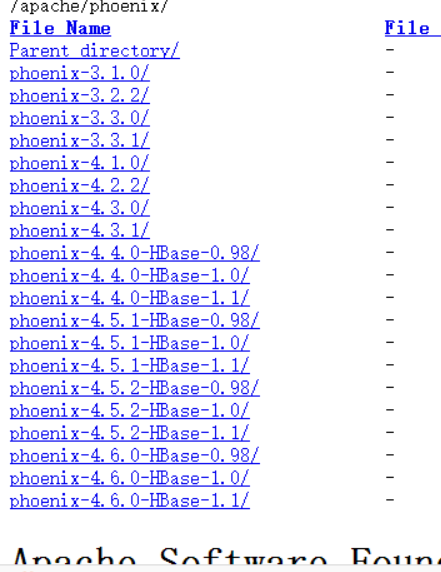 /apache/phoenix/
File Name File
Parent directory/ -
phoenix-3.1.0/ -
phoenix-3.2.2/ -
phoenix-3.3.0/ -
phoenix-3.3.1/ -
phoenix-4.1.0/ -
phoenix-4.2.2/ -
phoenix-4.3.0/ -
phoenix-4.3.1/ -
phoenix-4.4.0-HBase-0.98/ -
phoenix-4.4.0-HBase-1.0/ -
phoenix-4.4.0-HBase-1.1/ -
phoenix-4.5.1-HBase-0.98/ -
phoenix-4.5.1-HBase-1.0/ -
phoenix-4.5.1-HBase-1.1/ -
phoenix-4.5.2-HBase-0.98/ -
phoenix-4.5.2-HBase-1.0/ -
phoenix-4.5.2-HBase-1.1/ -
phoenix-4.6.0-HBase-0.98/ -
phoenix-4.6.0-HBase-1.0/ -
phoenix-4.6.0-HBase-1.1/ -
Apache Software Foun